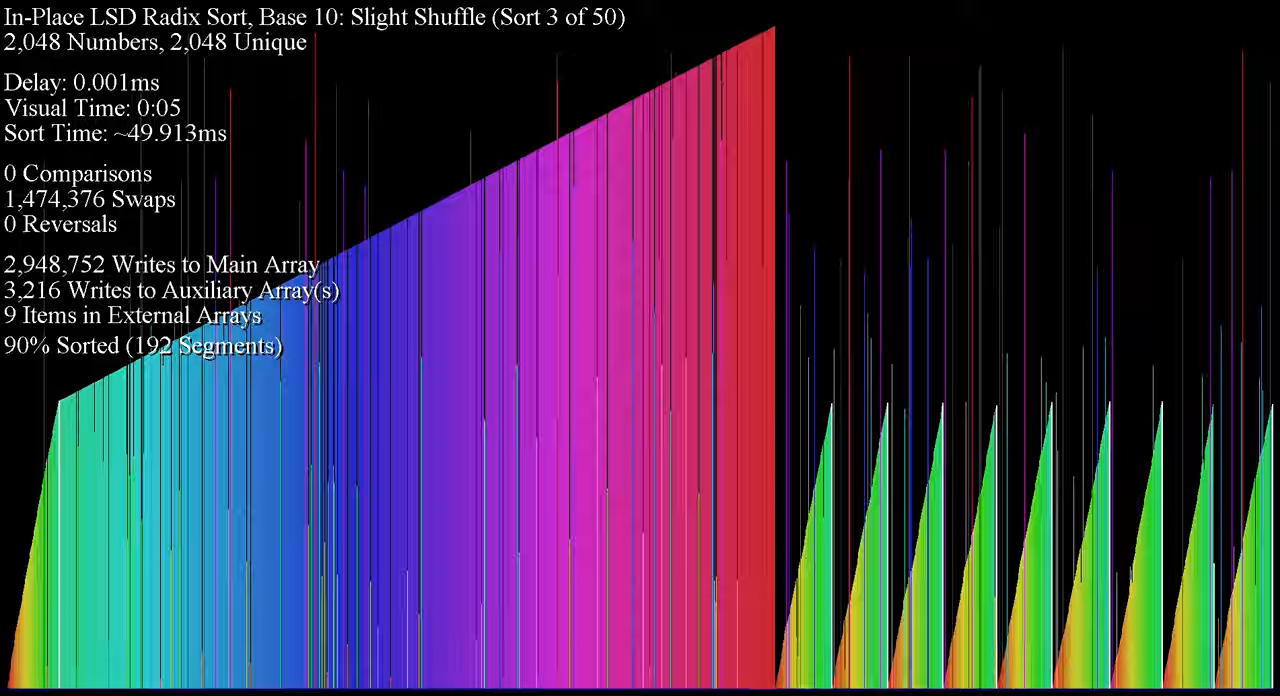 In-Place LSD Radix Sort, Base 10: Slight Shuffle (Sort 3 of 50)
2,048 Numbers, 2,048 Unique
Delay: 0.001ms
Visual Time: 0:05
Sort Time: ~49.913ms
0 Comparisons
1,474,376 Swaps
0 Reversals
2,948,752 Writes to Main Array
3,216 Writes to Auxiliary Array(s)
9 Items in External Arrays
90% Sorted (192 Segments)